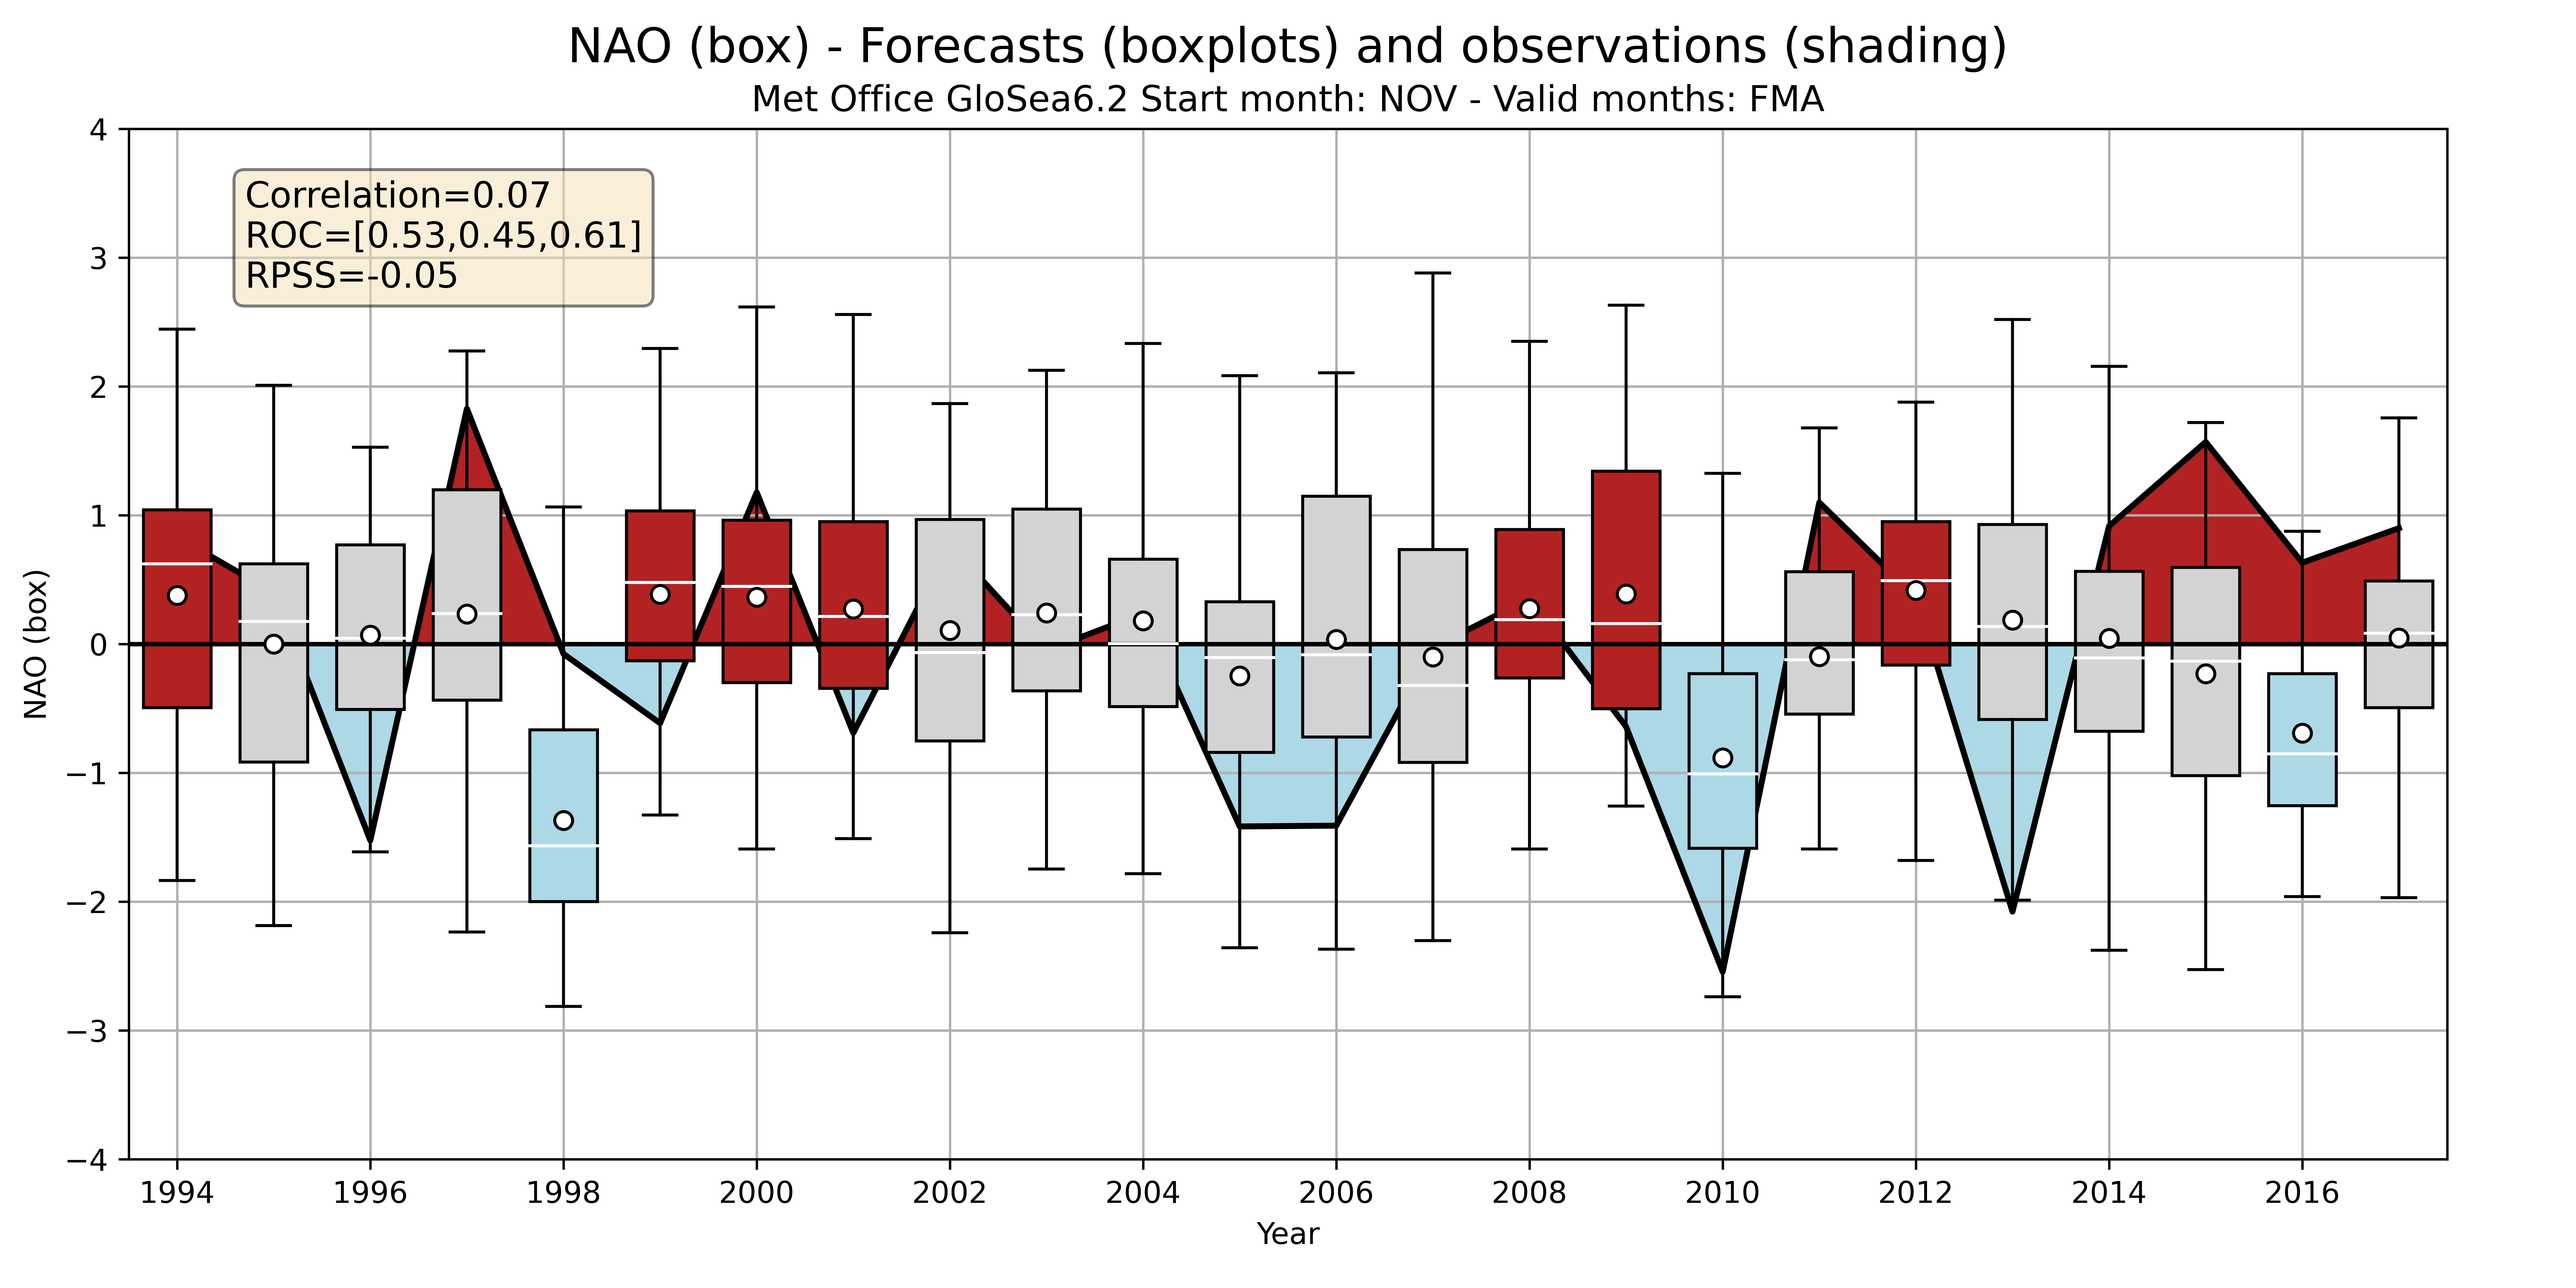 NAO (box) - Forecasts (boxplots) and observations (shading)
Met Office GloSea6.2 Start month: NOV - Valid months: FMA
Correlation=0.07
ROC=[0.53,0.45,0.61]
RPSS=-0.05
NAO (box)
4
3
2
1
0
−1
−2
−3
−4
1994 1996 1998 2000 2002 2004 2006 2008 2010 2012 2014 2016
Year